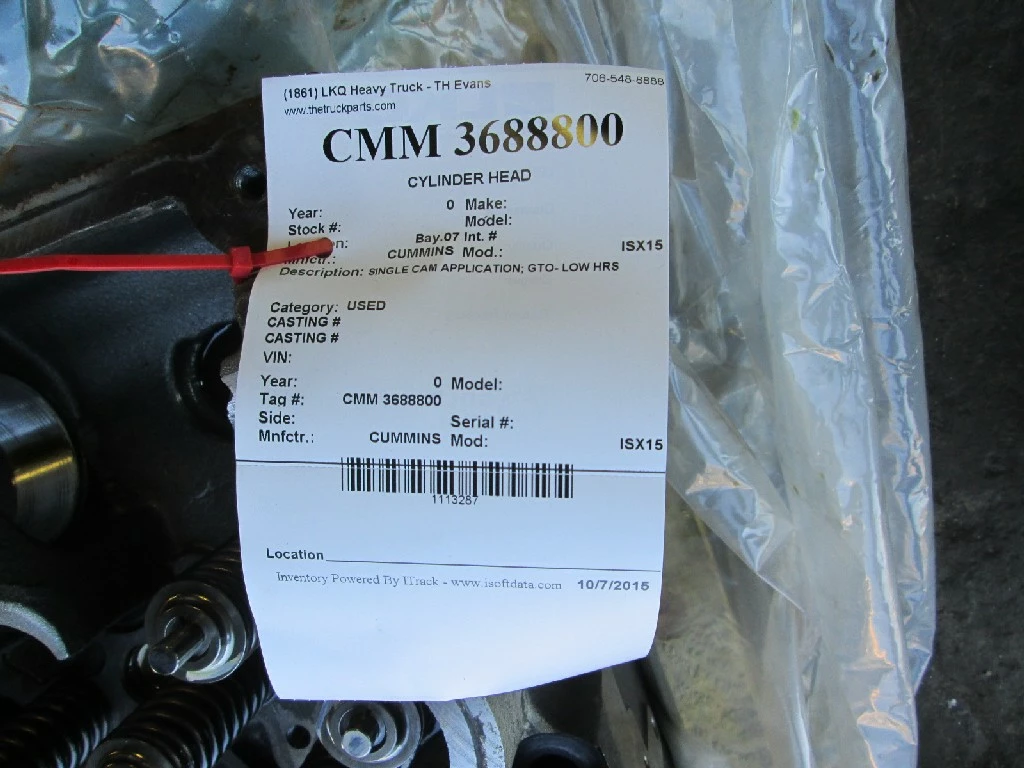 (1861) LKQ Heavy Truck - TH Evans 706-548-8888
www.thetruckparts.com
CMM 3688800
CYLINDER HEAD
Year: 0 Make:
Stock #: Model:
Bay.07 Int. #
Mnfctr.: CUMMINS Mod.: ISX15
Description: SINGLE CAM APPLICATION; GTO- LOW HRS
Category: USED
CASTING #
CASTING #
VIN:
Year: 0 Model:
Tag #: CMM 3688800
Side: Serial #:
Mnfctr.: CUMMINS Mod: ISX15
1113287
Location
Inventory Powered By ITrack - www.isoftdata.com 10/7/2015